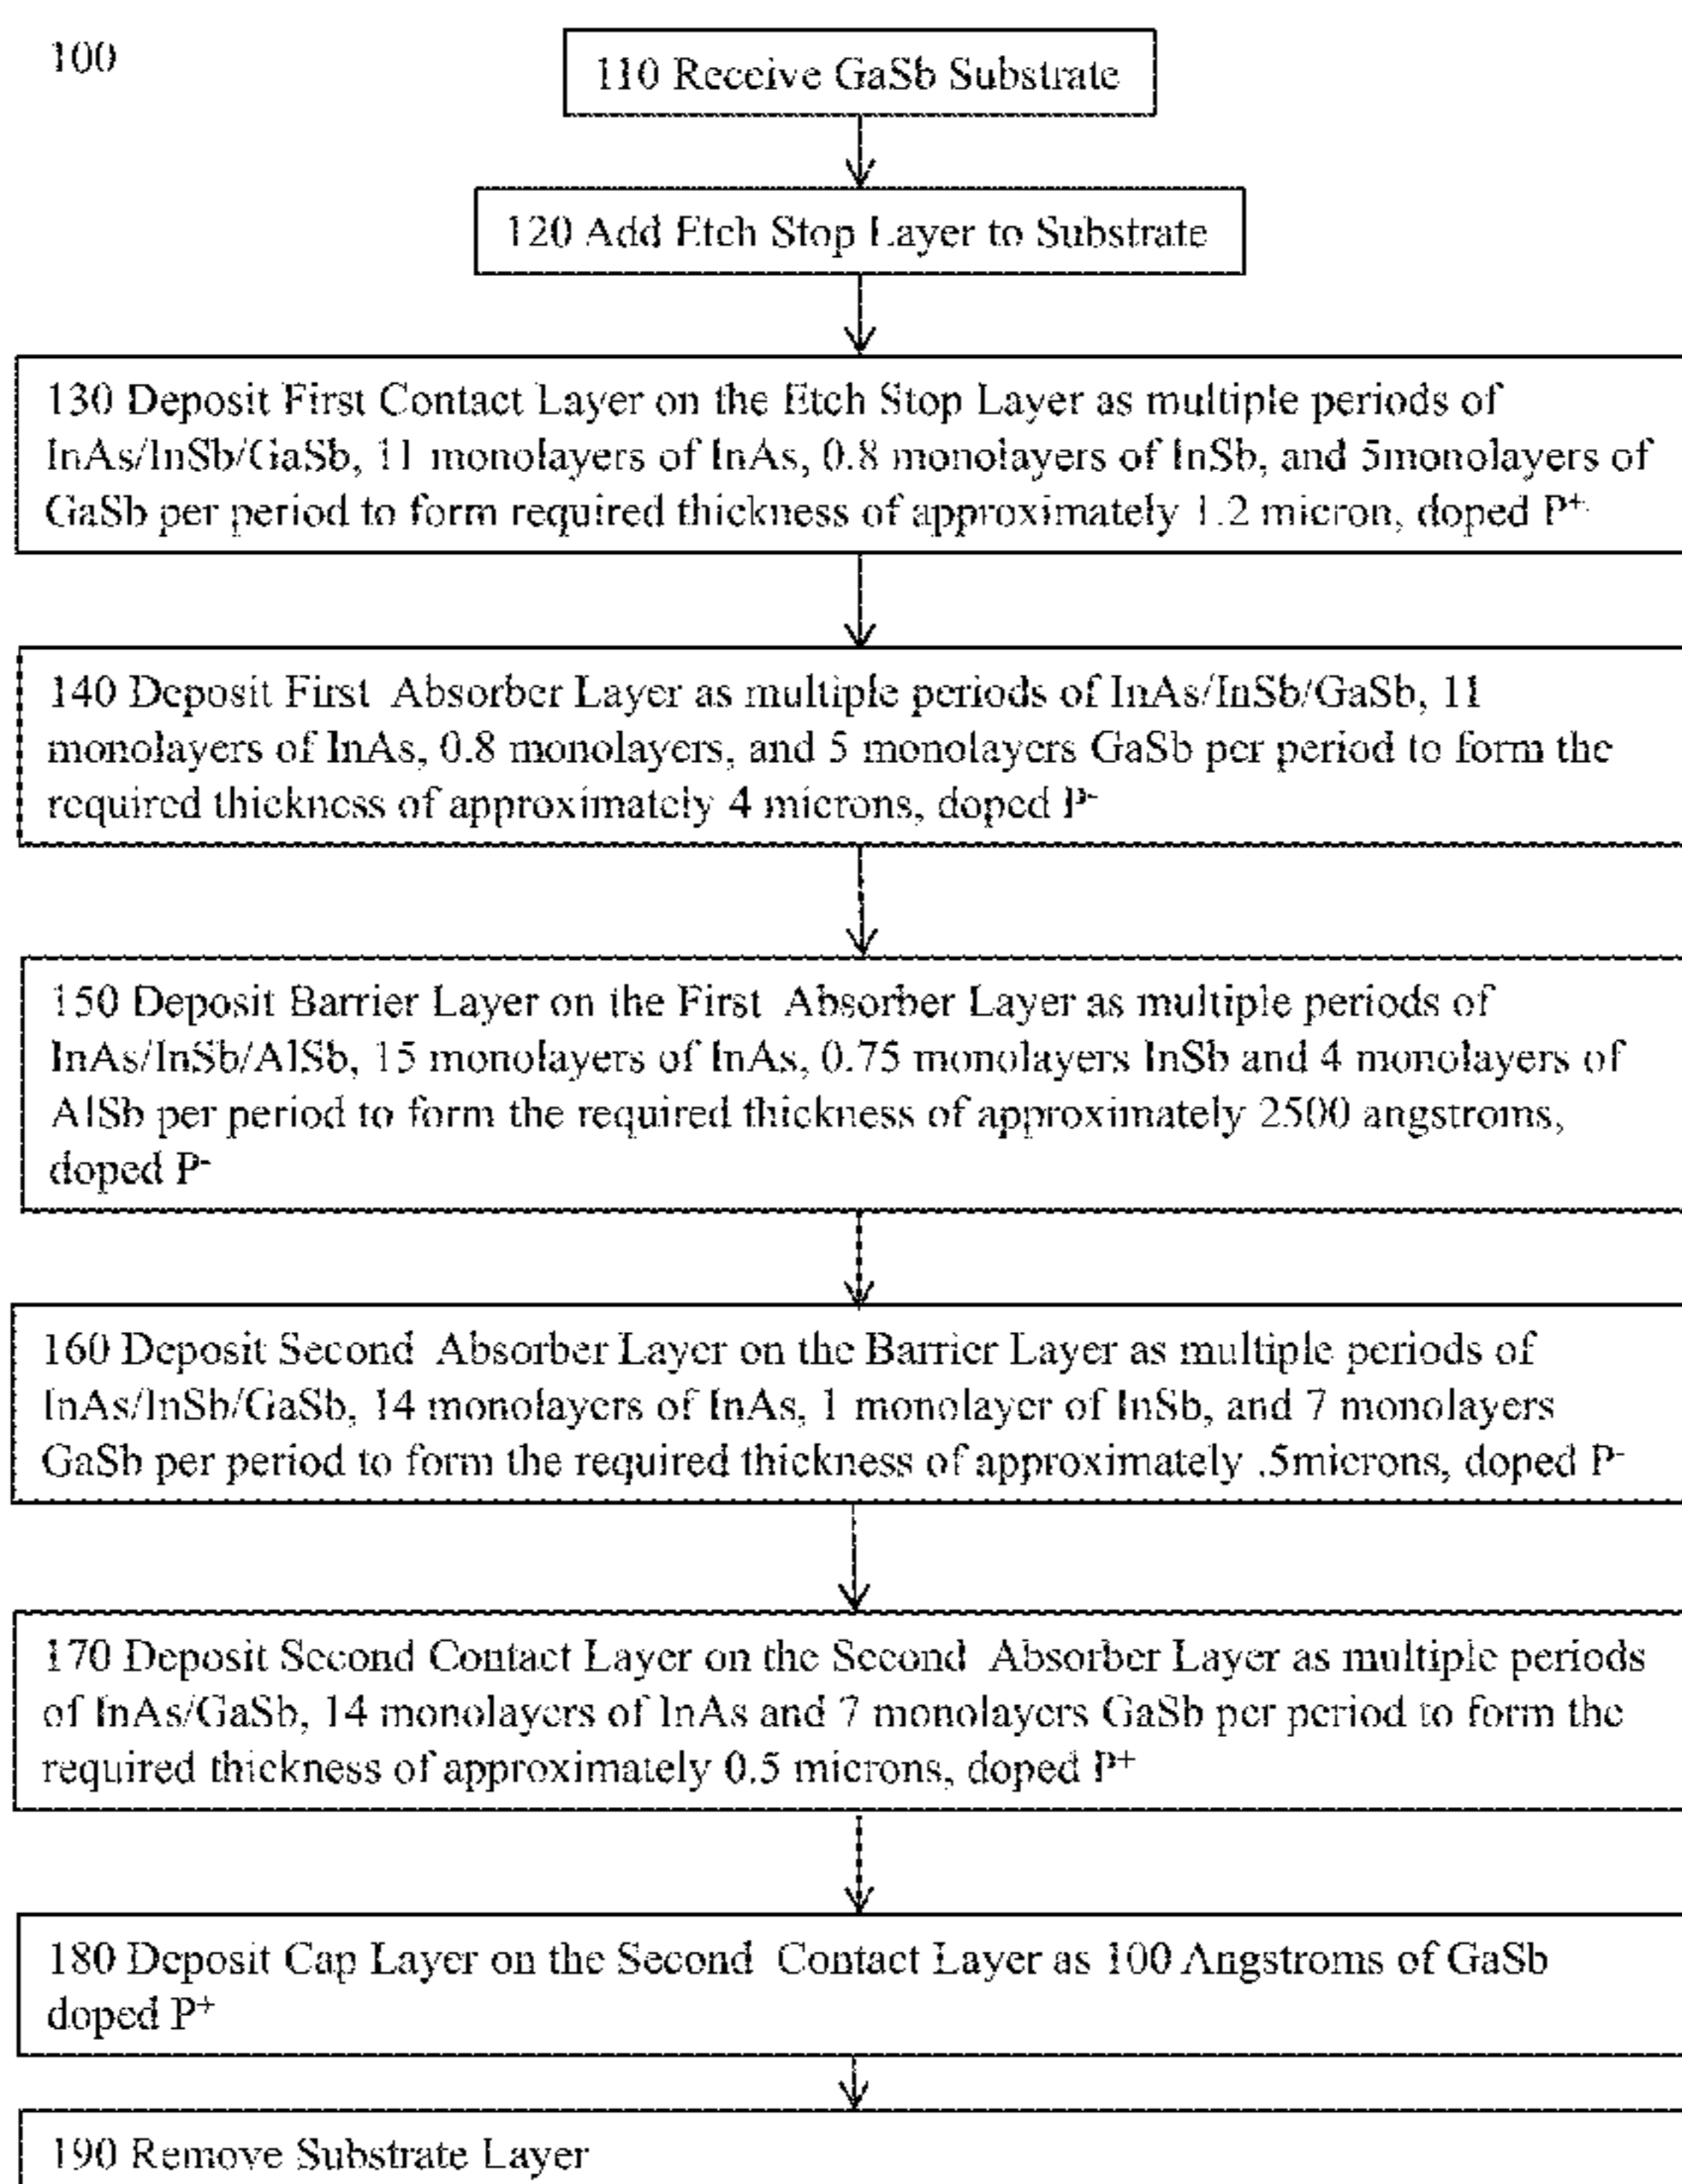 100
110 Receive GaSb Substrate
120 Add Etch Stop Layer to Substrate
130 Deposit First Contact Layer on the Etch Stop Layer as multiple periods of
InAs/InSb/GaSb, 11 monolayers of InAs, 0.8 monolayers of InSb, and 5monolayers of
GaSb per period to form required thickness of approximately 1.2 micron, doped P⁺.
140 Deposit First Absorber Layer as multiple periods of InAs/InSb/GaSb, 11
monolayers of InAs, 0.8 monolayers, and 5 monolayers GaSb per period to form the
required thickness of approximately 4 microns, doped P⁻
150 Deposit Barrier Layer on the First Absorber Layer as multiple periods of
InAs/InSb/AlSb, 15 monolayers of InAs, 0.75 monolayers InSb and 4 monolayers of
AlSb per period to form the required thickness of approximately 2500 angstroms,
doped P⁻
160 Deposit Second Absorber Layer on the Barrier Layer as multiple periods of
InAs/InSb/GaSb, 14 monolayers of InAs, 1 monolayer of InSb, and 7 monolayers
GaSb per period to form the required thickness of approximately .5microns, doped P⁻
170 Deposit Second Contact Layer on the Second Absorber Layer as multiple periods
of InAs/GaSb, 14 monolayers of InAs and 7 monolayers GaSb per period to form the
required thickness of approximately 0.5 microns, doped P⁺
180 Deposit Cap Layer on the Second Contact Layer as 100 Angstroms of GaSb
doped P⁺
190 Remove Substrate Layer